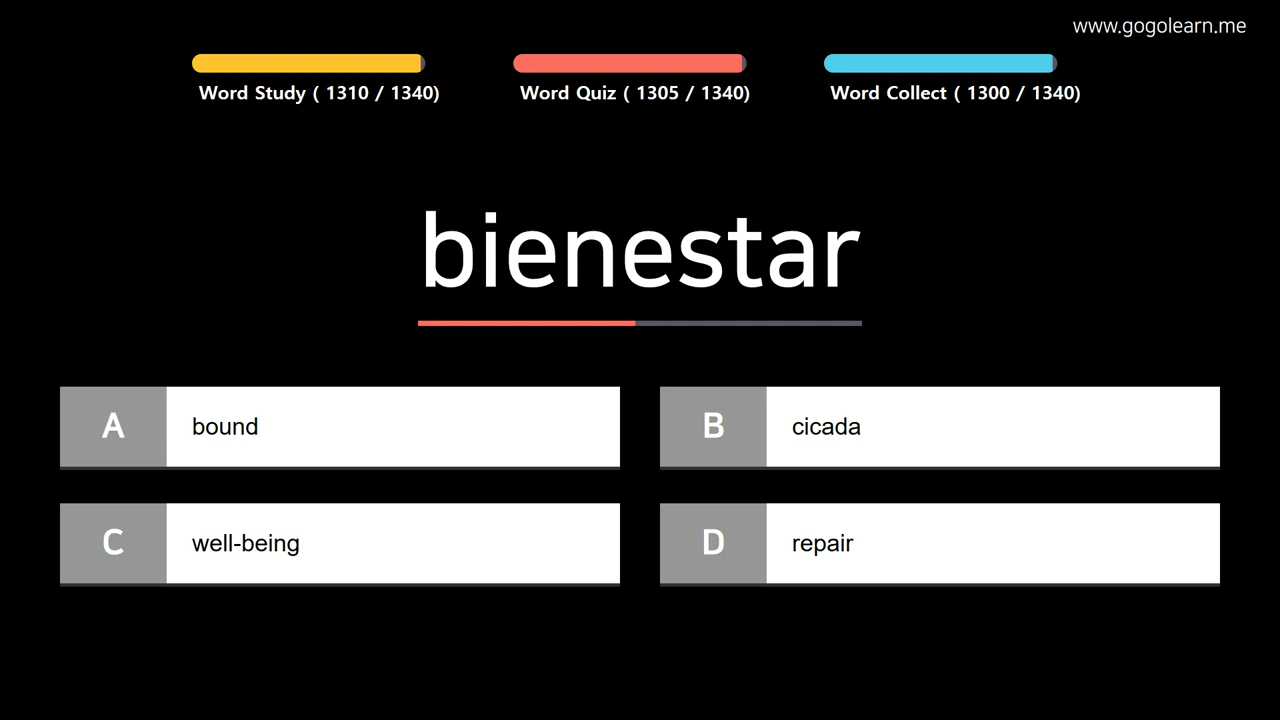 www.gogolearn.me
Word Study ( 1310 / 1340)
Word Quiz ( 1305 / 1340)
Word Collect ( 1300 / 1340)
bienestar
A bound
B cicada
C well-being
D repair